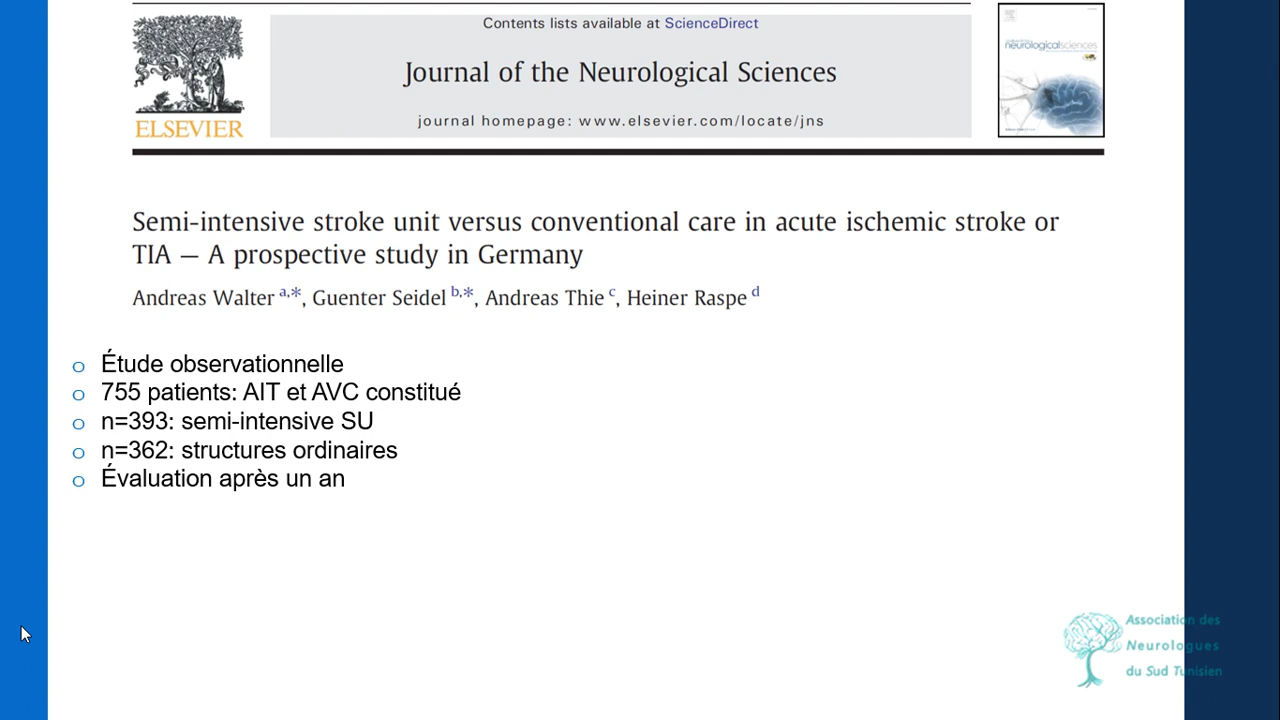 Contents lists available at ScienceDirect
Journal of the Neurological Sciences
journal homepage: www.elsevier.com/locate/jns
ELSEVIER
neurologicalsciences
Semi-intensive stroke unit versus conventional care in acute ischemic stroke or
TIA — A prospective study in Germany
Andreas Walter a,*, Guenter Seidel b,*, Andreas Thie c, Heiner Raspe d
o Étude observationnelle
o 755 patients: AIT et AVC constitué
o n=393: semi-intensive SU
o n=362: structures ordinaires
o Évaluation après un an
Association des
Neurologues
du Sud Tunisien